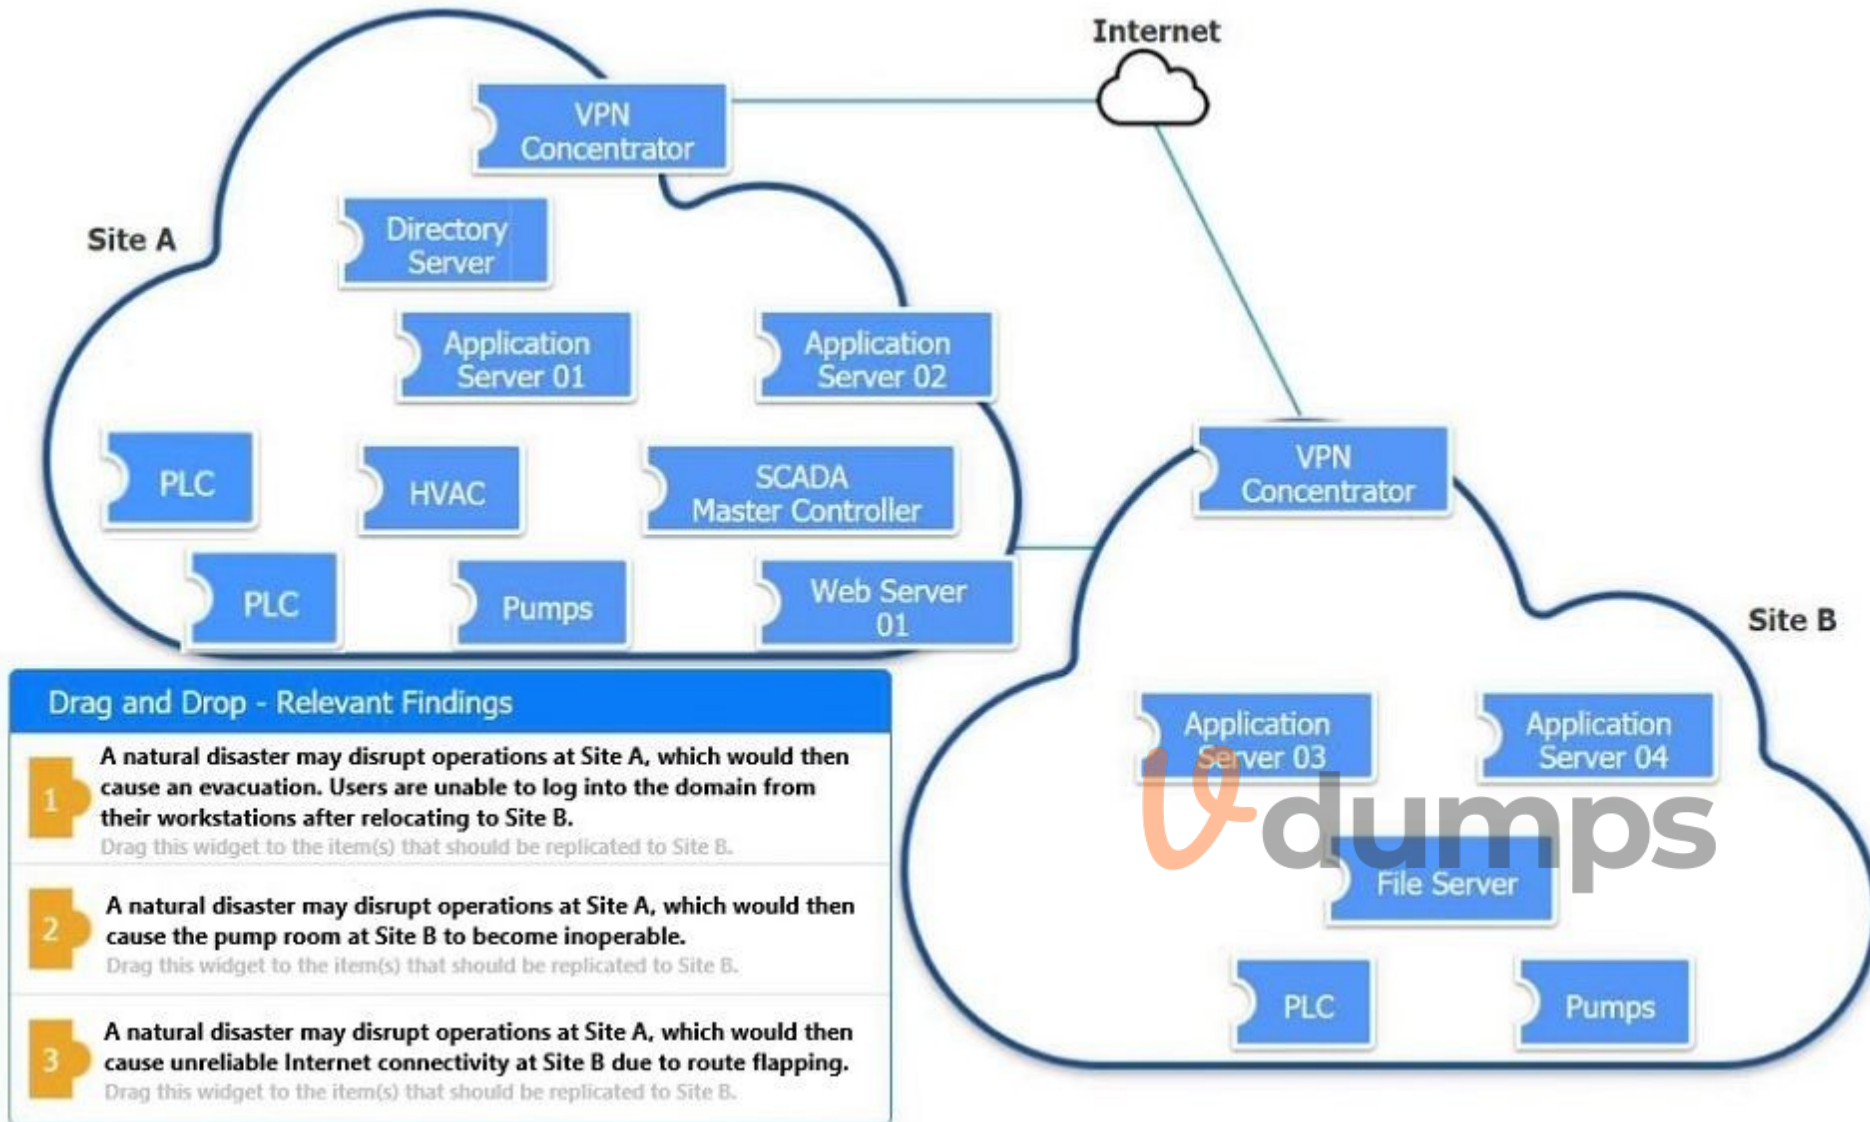 Internet
VPN
Concentrator
Site A
Directory
Server
Application
Server 01
Application
Server 02
PLC
HVAC
SCADA
Master Controller
PLC
Pumps
Web Server
01
VPN
Concentrator
Site B
Application
Server 03
Application
Server 04
File Server
PLC
Pumps
Vdumps
Drag and Drop - Relevant Findings
1
A natural disaster may disrupt operations at Site A, which would then
cause an evacuation. Users are unable to log into the domain from
their workstations after relocating to Site B.
Drag this widget to the item(s) that should be replicated to Site B.
2
A natural disaster may disrupt operations at Site A, which would then
cause the pump room at Site B to become inoperable.
Drag this widget to the item(s) that should be replicated to Site B.
3
A natural disaster may disrupt operations at Site A, which would then
cause unreliable Internet connectivity at Site B due to route flapping.
Drag this widget to the item(s) that should be replicated to Site B.